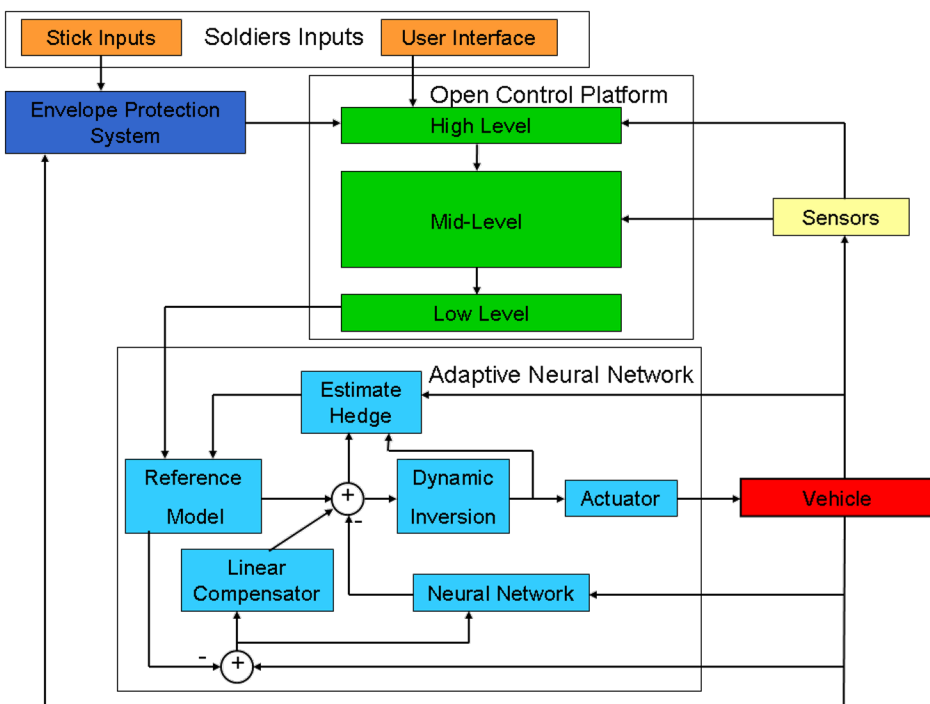 Stick Inputs
Soldiers Inputs
User Interface
Envelope Protection
System
Open Control Platform
High Level
Mid-Level
Sensors
Low Level
Adaptive Neural Network
Estimate
Hedge
Reference
Model
+
-
Dynamic
Inversion
Actuator
Vehicle
Linear
Compensator
Neural Network
-
+